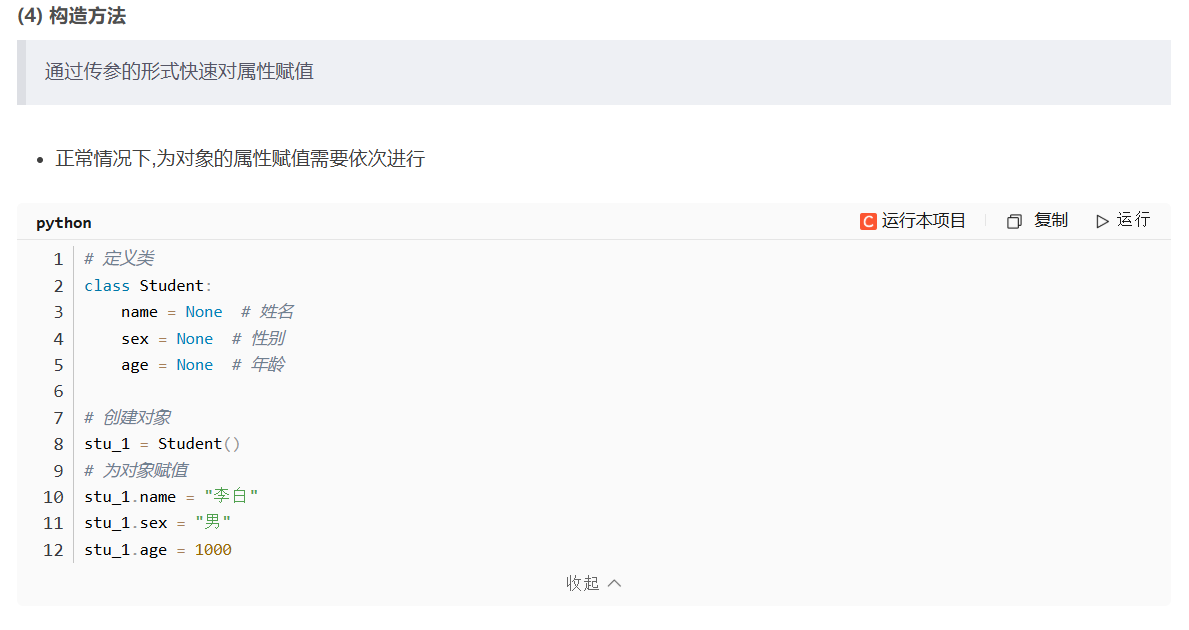 (4) 构造方法
通过传参的形式快速对属性赋值
• 正常情况下,为对象的属性赋值需要依次进行
python C 运行本项目 复制 运行
1 # 定义类
2 class Student:
3     name = None  # 姓名
4     sex = None  # 性别
5     age = None  # 年龄
6
7 # 创建对象
8 stu_1 = Student()
9 # 为对象赋值
10 stu_1.name = "李白"
11 stu_1.sex = "男"
12 stu_1.age = 1000
收起